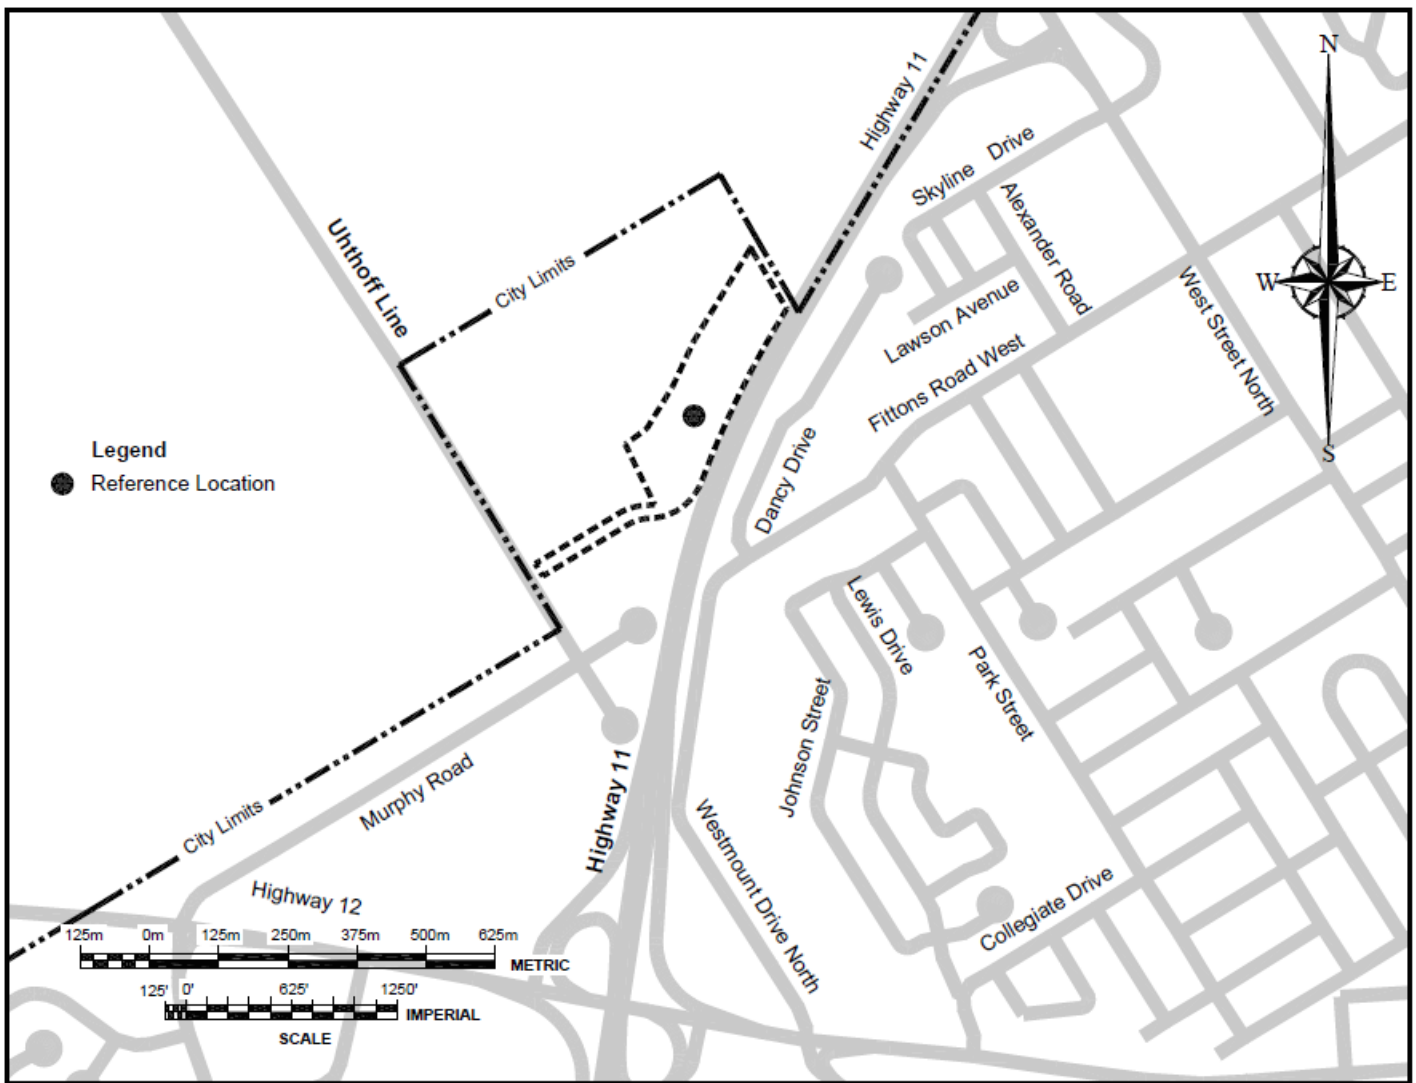 N
Highway 11
Skyline Drive
Alexander Road
Uhthoff Line
City Limits
W
E
West Street North
Lawson Avenue
Fittons Road West
Legend
Reference Location
S
Dancy Drive
Lewis Drive
Park Street
Johnson Street
Murphy Road
Highway 11
City Limits
Westmount Drive North
Highway 12
Collegiate Drive
125m 0m 125m 250m 375m 500m 625m
METRIC
125' 0' 625' 1250'
IMPERIAL
SCALE